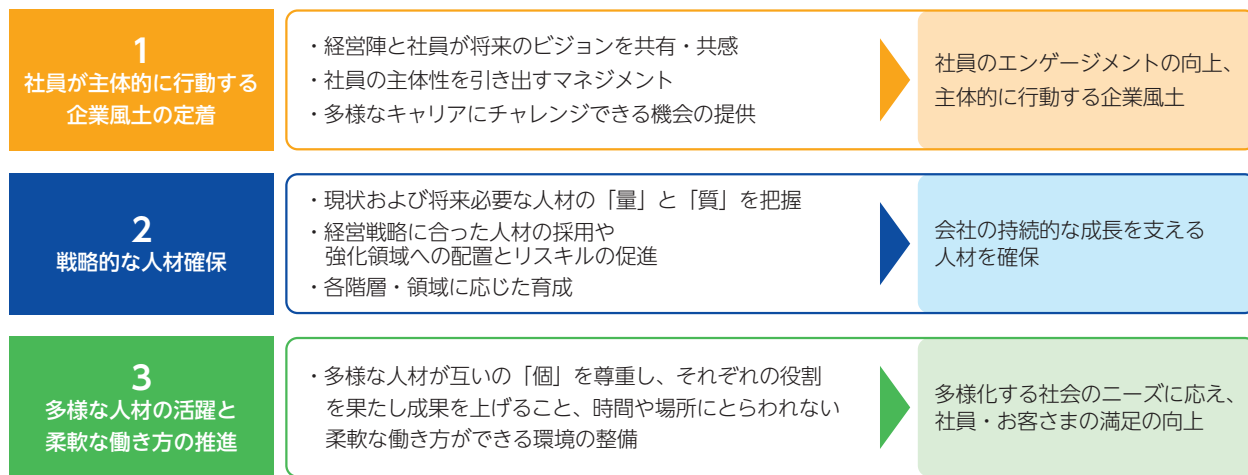 1
社員が主体的に行動する
企業風土の定着
・経営陣と社員が将来のビジョンを共有・共感
・社員の主体性を引き出すマネジメント
・多様なキャリアにチャレンジできる機会の提供
社員のエンゲージメントの向上、
主体的に行動する企業風土
2
戦略的な人材確保
・現状および将来必要な人材の「量」と「質」を把握
・経営戦略に合った人材の採用や
強化領域への配置とリスキルの促進
・各階層・領域に応じた育成
会社の持続的な成長を支える
人材を確保
3
多様な人材の活躍と
柔軟な働き方の推進
・多様な人材が互いの「個」を尊重し、それぞれの役割
を果たし成果を上げること、時間や場所にとらわれない
柔軟な働き方ができる環境の整備
多様化する社会のニーズに応え、
社員・お客さまの満足の向上